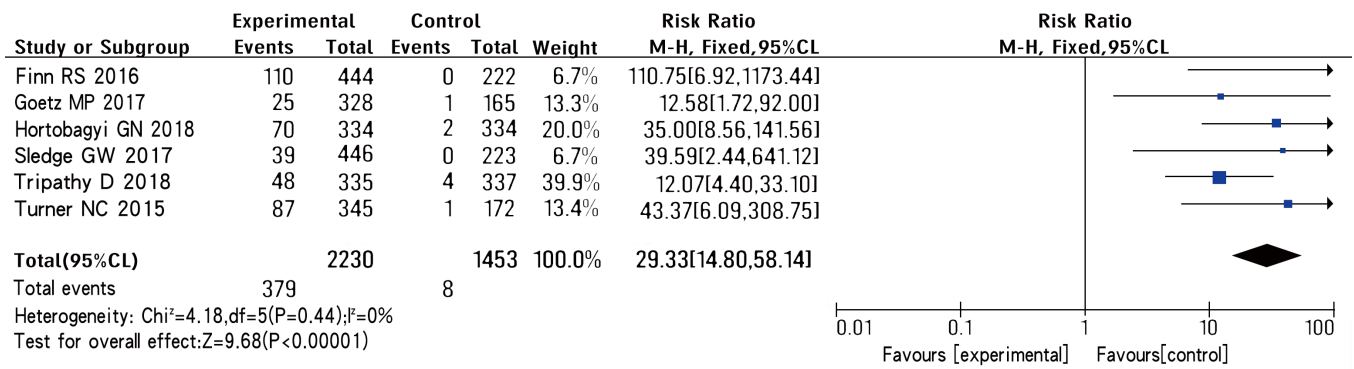 Experimental Control Risk Ratio Risk Ratio
Study or Subgroup Events Total Events Total Weight M-H, Fixed,95%CL M-H, Fixed,95%CL
Finn RS 2016 110 444 0 222 6.7% 110.75[6.92,1173.44]
Goetz MP 2017 25 328 1 165 13.3% 12.58[1.72,92.00]
Hortobagyi GN 2018 70 334 2 334 20.0% 35.00[8.56,141.56]
Sledge GW 2017 39 446 0 223 6.7% 39.59[2.44,641.12]
Tripathy D 2018 48 335 4 337 39.9% 12.07[4.40,33.10]
Turner NC 2015 87 345 1 172 13.4% 43.37[6.09,308.75]
Total(95%CL) 2230 1453 100.0% 29.33[14.80,58.14]
Total events 379 8
Heterogeneity: Chi²=4.18,df=5(P=0.44);I²=0%
Test for overall effect:Z=9.68(P<0.00001)
0.01 0.1 1 10 100
Favours [experimental] Favours[control]